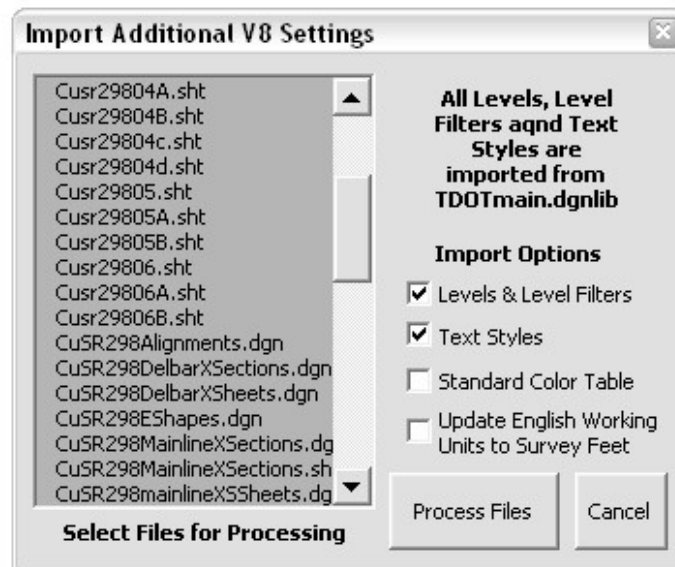 Import Additional V8 Settings
Cusr29804A.sht
Cusr29804B.sht
Cusr29804c.sht
Cusr29804d.sht
Cusr29805.sht
Cusr29805A.sht
Cusr29805B.sht
Cusr29806.sht
Cusr29806A.sht
Cusr29806B.sht
CuSR298Alignments.dgn
CuSR298DelbarXSections.dgn
CuSR298DelbarXSheets.dgn
CuSR298EShapes.dgn
CuSR298MainlineXSections.dg
CuSR298MainlineXSections.sh
CuSR298mainlineXSSheets.dg
Select Files for Processing
All Levels, Level
Filters aqnd Text
Styles are
imported from
TDOTmain.dgnlib
Import Options
Levels & Level Filters
Text Styles
Standard Color Table
Update English Working
Units to Survey Feet
Process Files
Cancel